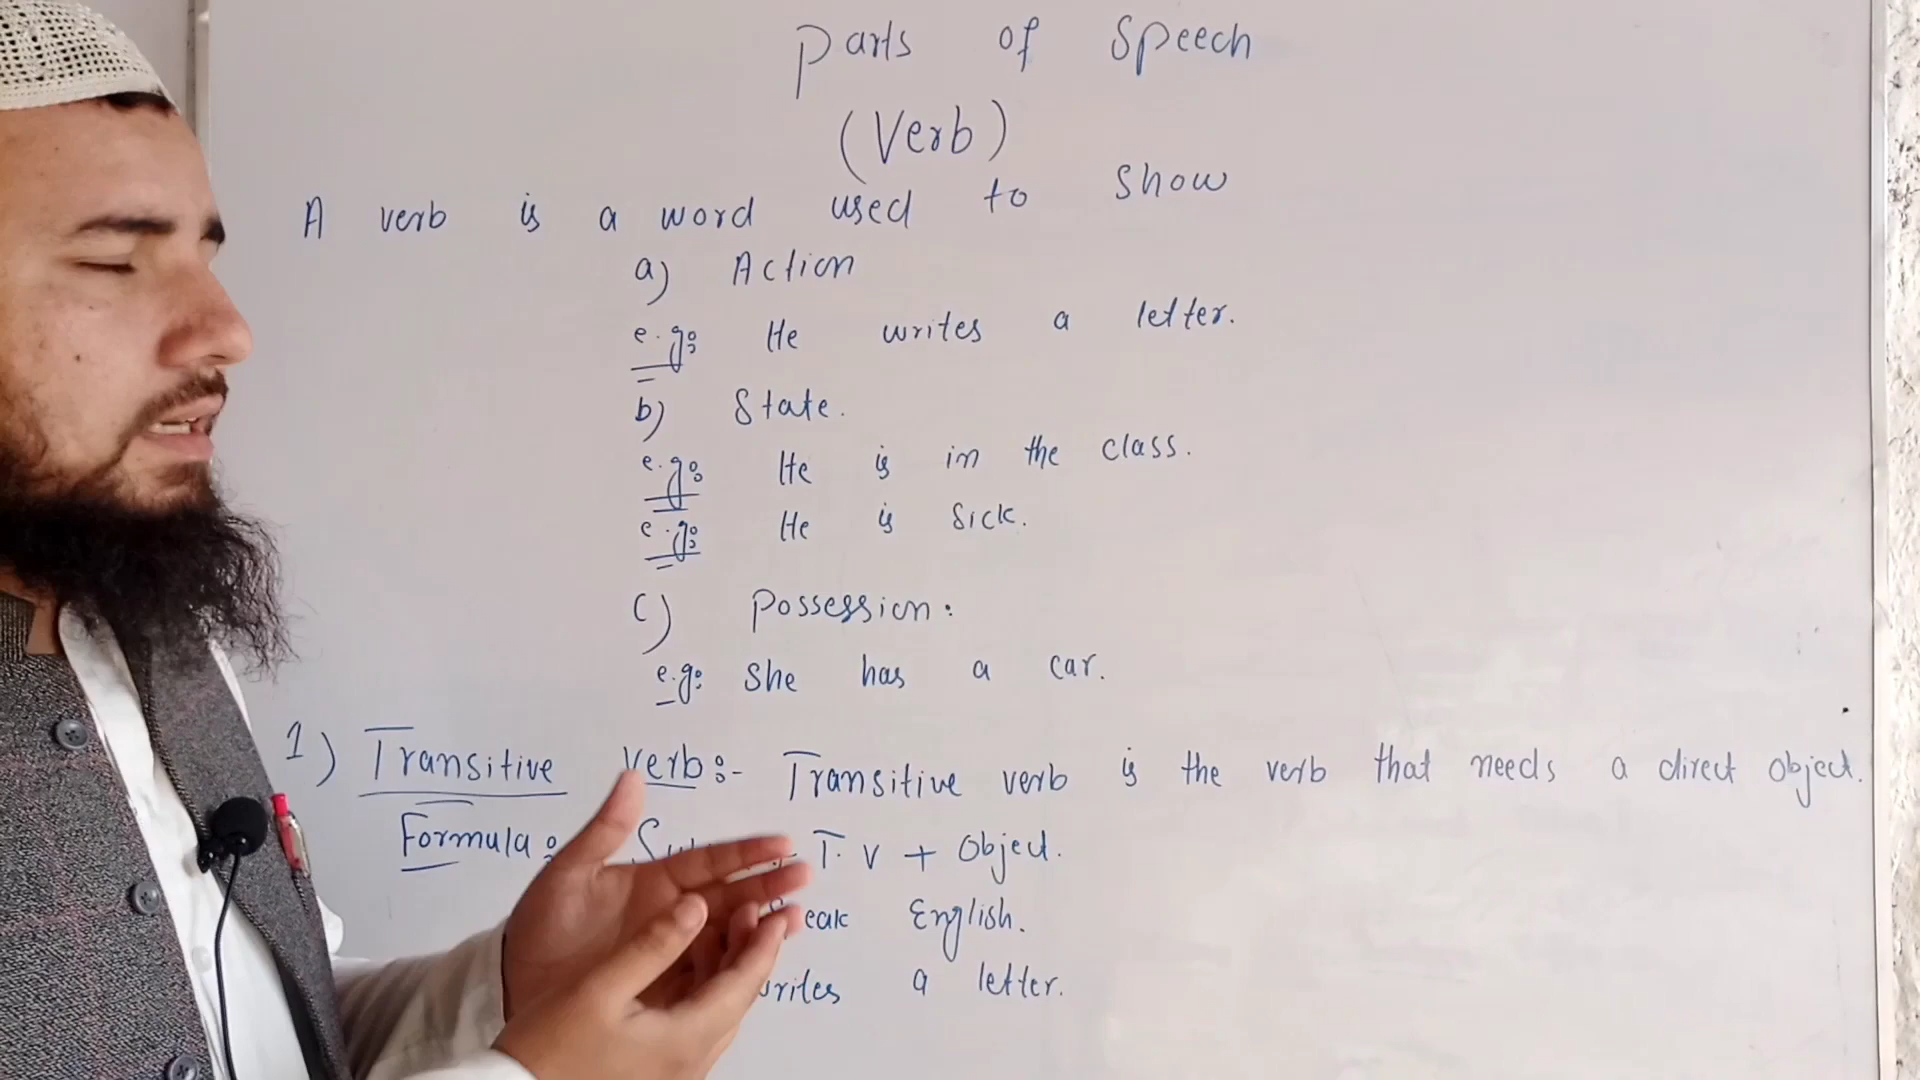 Parts of Speech
(Verb)
A verb is a word used to show
a) Action
e.g: He writes a letter.
b) State.
e.g: He is in the class.
e.g: He is sick.
c) Possession:
e.g: She has a car.
1) Transitive verb:- Transitive verb is the verb that needs a direct object.
Formula: + T.V + Object.
English.
a letter.